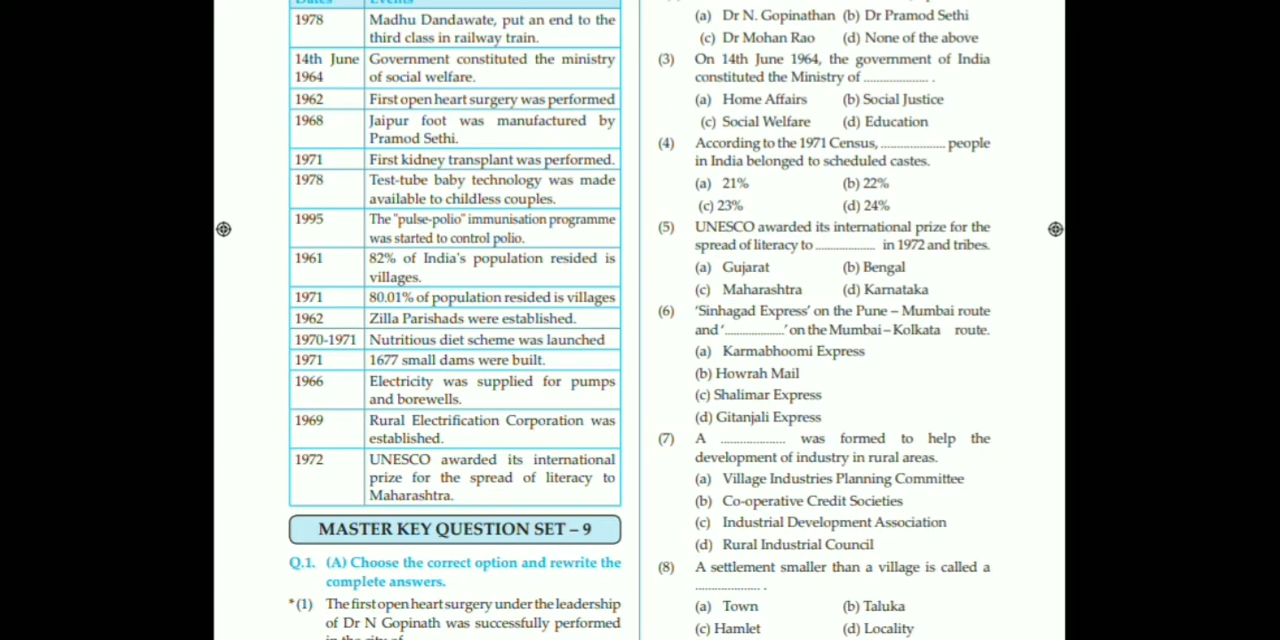 Dates Events
1978 Madhu Dandawate, put an end to the
third class in railway train.
14th June Government constituted the ministry
1964 of social welfare.
1962 First open heart surgery was performed
1968 Jaipur foot was manufactured by
Pramod Sethi.
1971 First kidney transplant was performed.
1978 Test-tube baby technology was made
available to childless couples.
1995 The "pulse-polio" immunisation programme
was started to control polio.
1961 82% of India's population resided is
villages.
1971 80.01% of population resided is villages
1962 Zilla Parishads were established.
1970-1971 Nutritious diet scheme was launched
1971 1677 small dams were built.
1966 Electricity was supplied for pumps
and borewells.
1969 Rural Electrification Corporation was
established.
1972 UNESCO awarded its international
prize for the spread of literacy to
Maharashtra.
MASTER KEY QUESTION SET – 9
Q.1. (A) Choose the correct option and rewrite the
complete answers.
*(1) The first open heart surgery under the leadership
of Dr N Gopinath was successfully performed
in the city of
(a) Dr N. Gopinathan (b) Dr Pramod Sethi
(c) Dr Mohan Rao (d) None of the above
(3) On 14th June 1964, the government of India
constituted the Ministry of .................... .
(a) Home Affairs (b) Social Justice
(c) Social Welfare (d) Education
(4) According to the 1971 Census, .................... people
in India belonged to scheduled castes.
(a) 21% (b) 22%
(c) 23% (d) 24%
(5) UNESCO awarded its international prize for the
spread of literacy to .................... in 1972 and tribes.
(a) Gujarat (b) Bengal
(c) Maharashtra (d) Karnataka
(6) 'Sinhagad Express' on the Pune – Mumbai route
and '....................' on the Mumbai – Kolkata route.
(a) Karmabhoomi Express
(b) Howrah Mail
(c) Shalimar Express
(d) Gitanjali Express
(7) A .................... was formed to help the
development of industry in rural areas.
(a) Village Industries Planning Committee
(b) Co-operative Credit Societies
(c) Industrial Development Association
(d) Rural Industrial Council
(8) A settlement smaller than a village is called a
.................... .
(a) Town (b) Taluka
(c) Hamlet (d) Locality